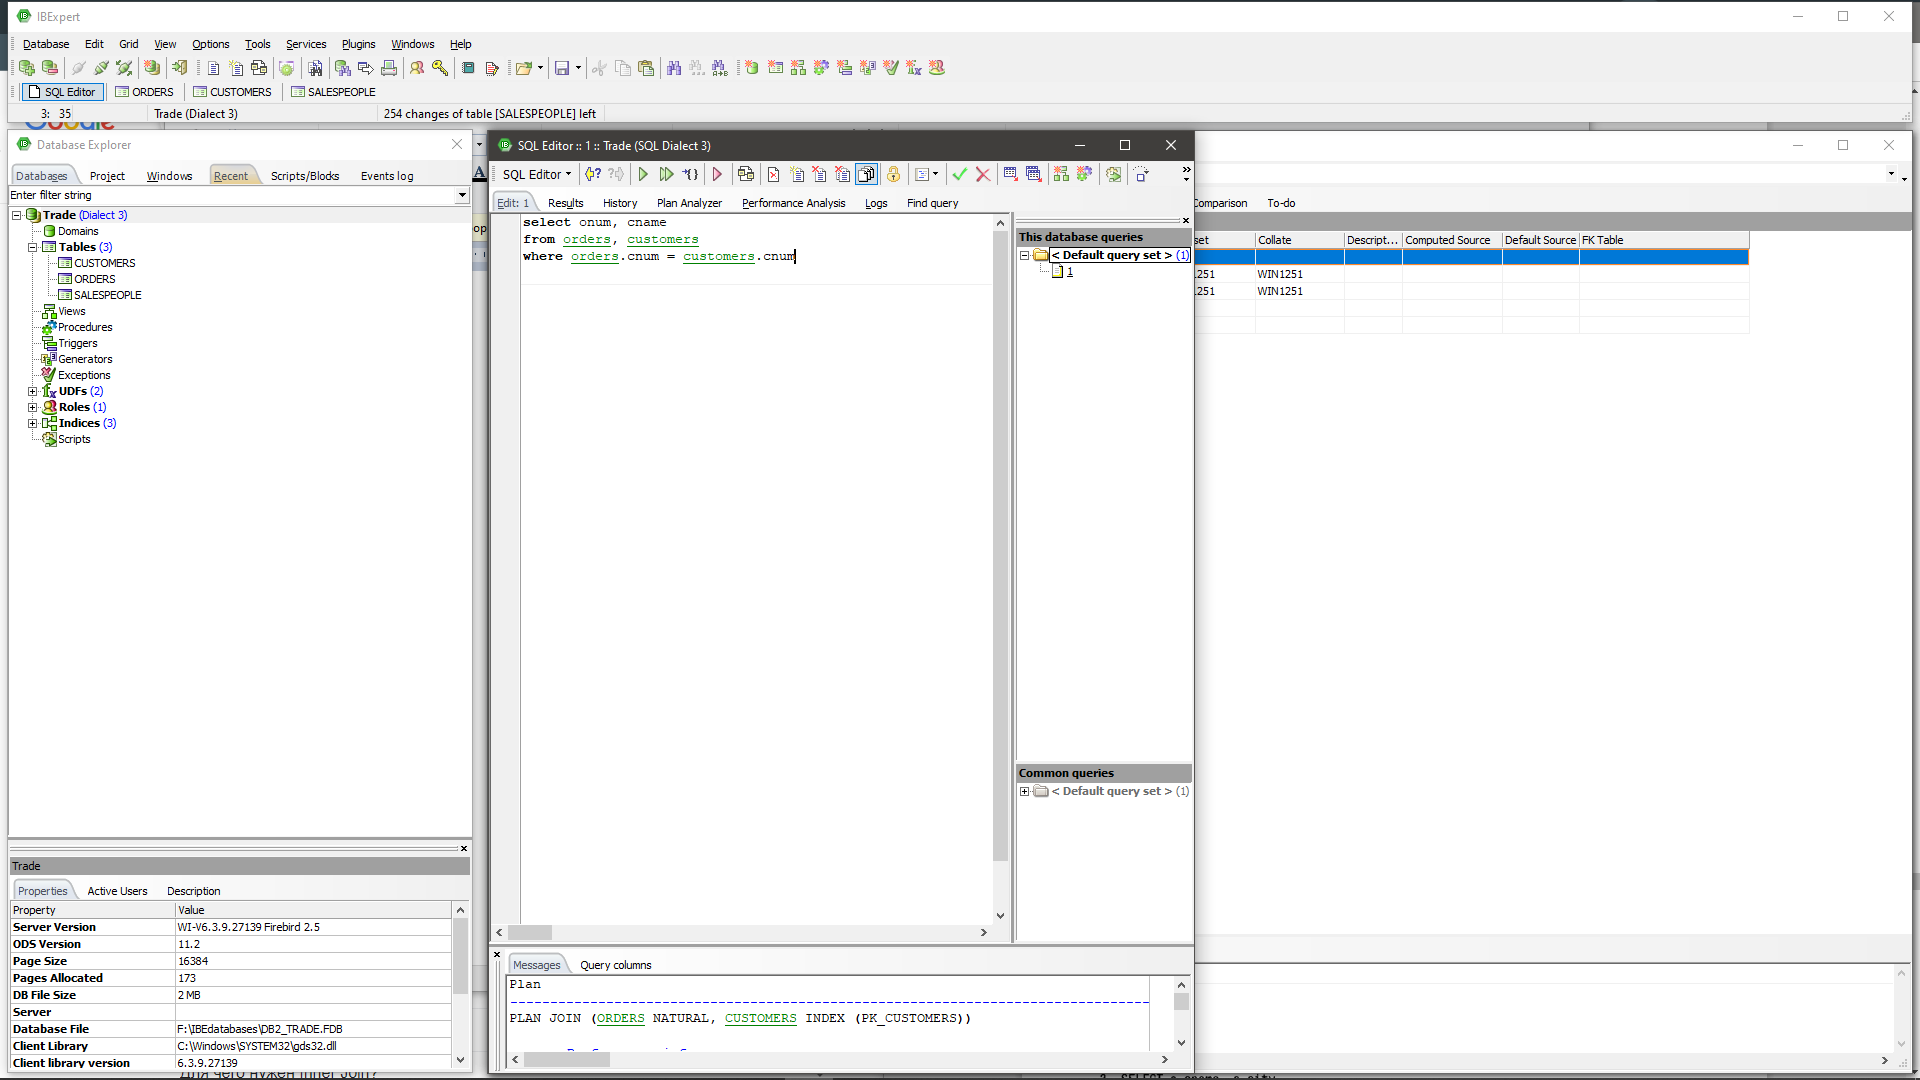 IBExpert
Database Edit Grid View Options Tools Services Plugins Windows Help
SQL Editor ORDERS CUSTOMERS SALESPEOPLE
3: 35 Trade (Dialect 3) 254 changes of table [SALESPEOPLE] left
Database Explorer
Databases Project Windows Recent Scripts/Blocks Events log
Enter filter string
Trade (Dialect 3)
Domains
Tables (3)
CUSTOMERS
ORDERS
SALESPEOPLE
Views
Procedures
Triggers
Generators
Exceptions
UDFs (2)
Roles (1)
Indices (3)
Scripts
Trade
Properties Active Users Description
Property Value
Server Version WI-V6.3.9.27139 Firebird 2.5
ODS Version 11.2
Page Size 16384
Pages Allocated 173
DB File Size 2 MB
Server
Database File F:\IBEdatabases\DB2_TRADE.FDB
Client Library C:\Windows\SYSTEM32\gds32.dll
Client library version 6.3.9.27139
SQL Editor :: 1 :: Trade (SQL Dialect 3)
SQL Editor
Edit: 1 Results History Plan Analyzer Performance Analysis Logs Find query
select onum, cname
from orders, customers
where orders.cnum = customers.cnum
This database queries
< Default query set > (1)
1
Common queries
< Default query set > (1)
Messages Query columns
Plan
PLAN JOIN (ORDERS NATURAL, CUSTOMERS INDEX (PK_CUSTOMERS))
Comparison To-do
set Collate Descript... Computed Source Default Source FK Table
1251 WIN1251
1251 WIN1251